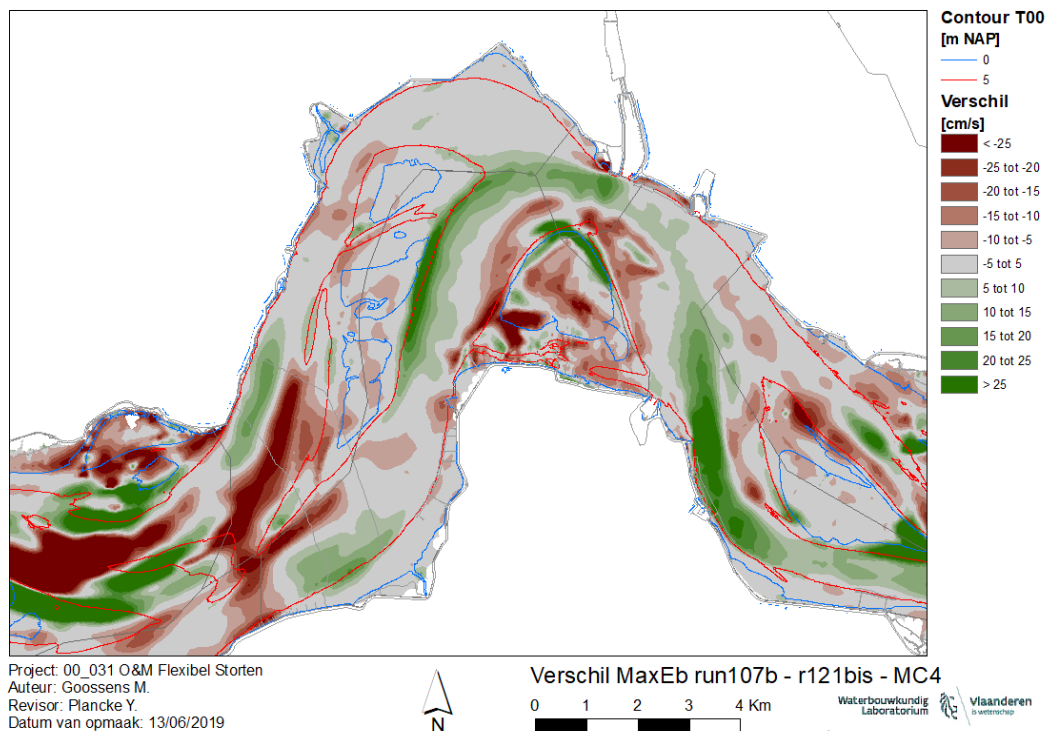 Contour T00
[m NAP]
0
5
Verschil
[cm/s]
< -25
-25 tot -20
-20 tot -15
-15 tot -10
-10 tot -5
-5 tot 5
5 tot 10
10 tot 15
15 tot 20
20 tot 25
> 25
Project: 00_031 O&M Flexibel Storten
Auteur: Goossens M.
Revisor: Plancke Y.
Datum van opmaak: 13/06/2019
N
Verschil MaxEb run107b - r121bis - MC4
0 1 2 3 4 Km
Waterbouwkundig
Laboratorium
Vlaanderen
is wetenschap